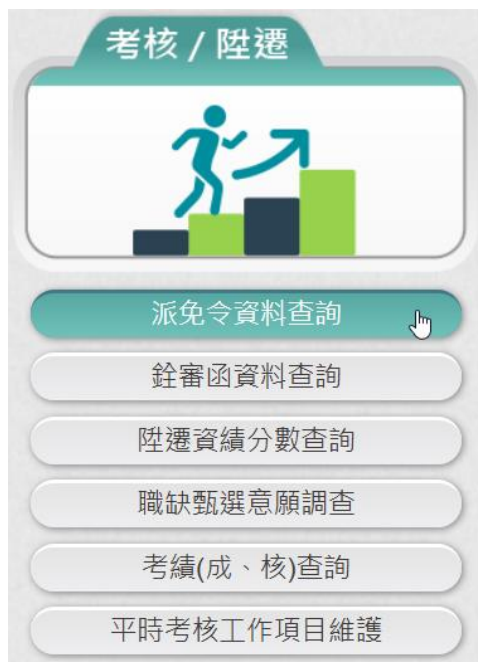 考核 / 陞遷
派免令資料查詢
銓審函資料查詢
陞遷資績分數查詢
職缺甄選意願調查
考績(成、核)查詢
平時考核工作項目維護